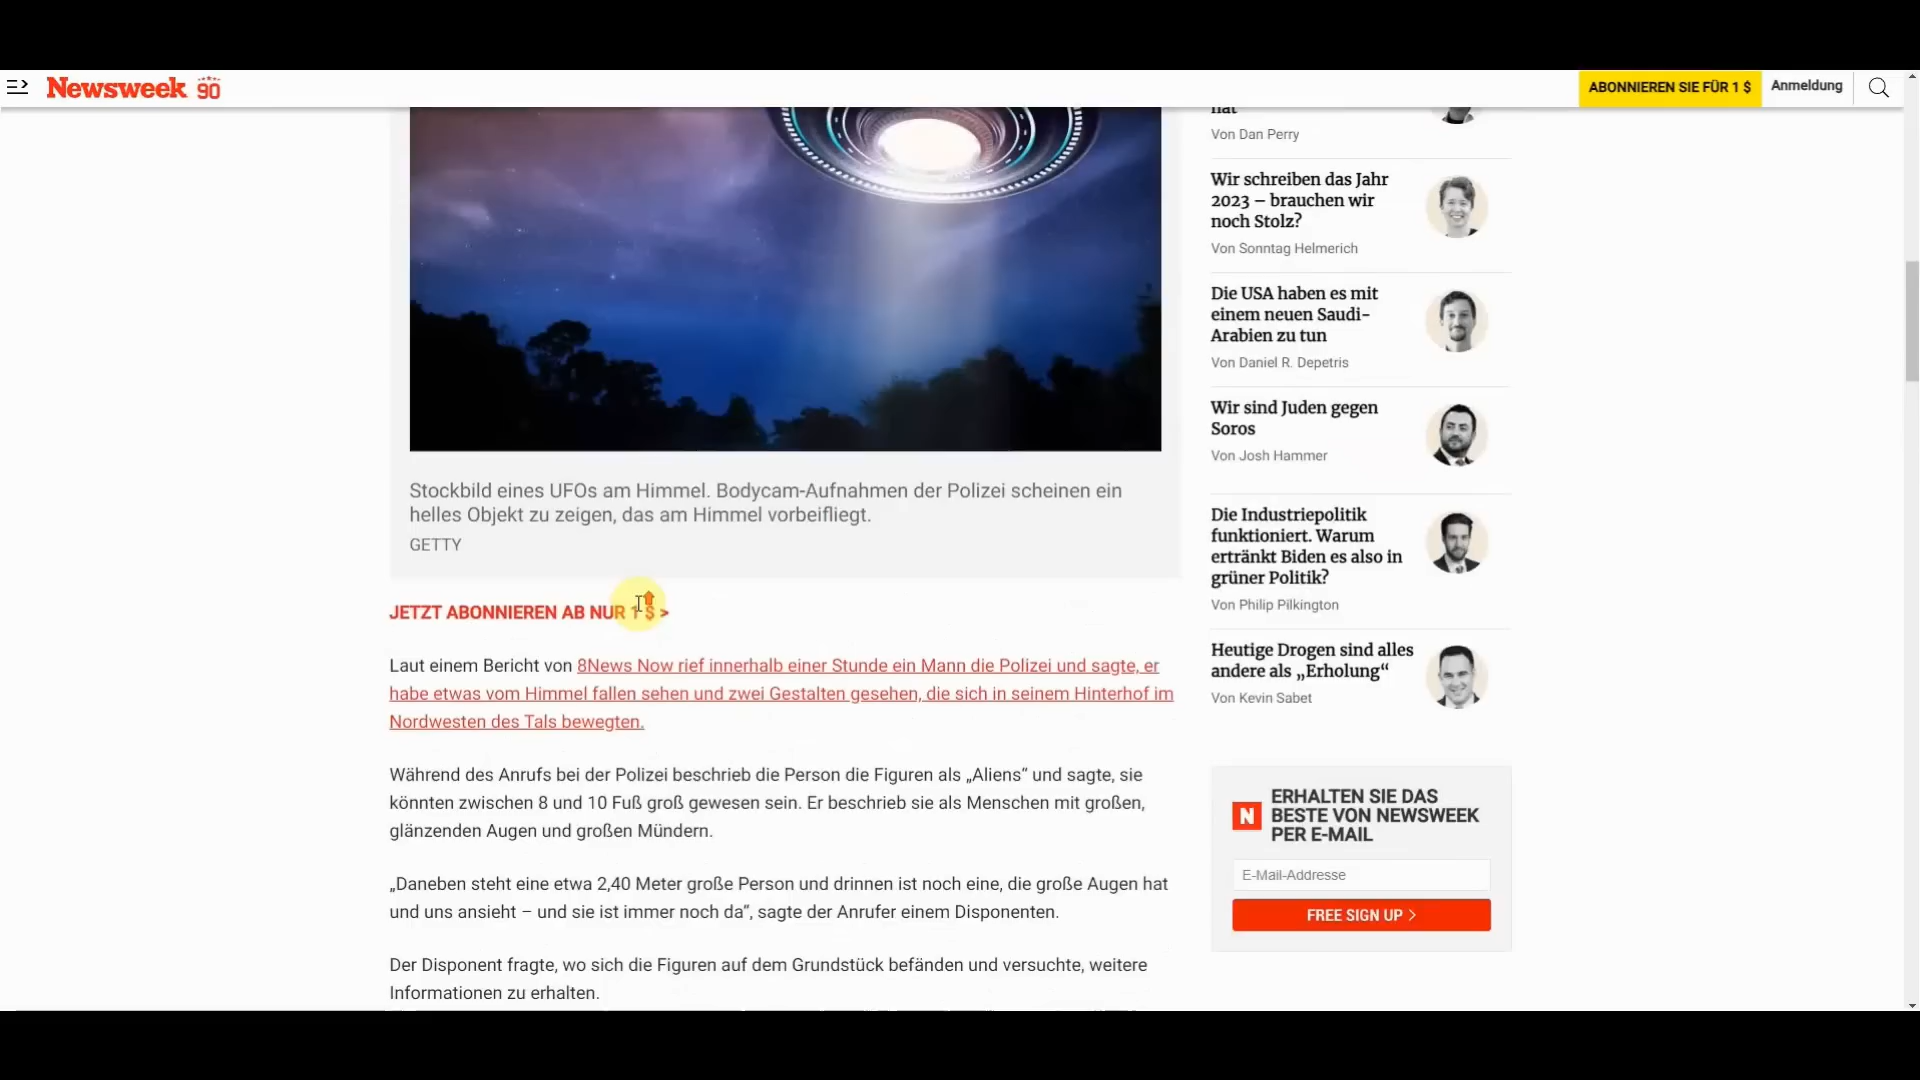 Newsweek 90
ABONNIEREN SIE FÜR 1 $
Anmeldung
Stockbild eines UFOs am Himmel. Bodycam-Aufnahmen der Polizei scheinen ein
helles Objekt zu zeigen, das am Himmel vorbeifliegt.
GETTY
JETZT ABONNIEREN AB NUR 1 $ >
Laut einem Bericht von 8News Now rief innerhalb einer Stunde ein Mann die Polizei und sagte, er
habe etwas vom Himmel fallen sehen und zwei Gestalten gesehen, die sich in seinem Hinterhof im
Nordwesten des Tals bewegten.
Während des Anrufs bei der Polizei beschrieb die Person die Figuren als „Aliens“ und sagte, sie
könnten zwischen 8 und 10 Fuß groß gewesen sein. Er beschrieb sie als Menschen mit großen,
glänzenden Augen und großen Mündern.
„Daneben steht eine etwa 2,40 Meter große Person und drinnen ist noch eine, die große Augen hat
und uns ansieht – und sie ist immer noch da“, sagte der Anrufer einem Disponenten.
Der Disponent fragte, wo sich die Figuren auf dem Grundstück befänden und versuchte, weitere
Informationen zu erhalten.
hat
Von Dan Perry
Wir schreiben das Jahr
2023 – brauchen wir
noch Stolz?
Von Sonntag Helmerich
Die USA haben es mit
einem neuen Saudi-
Arabien zu tun
Von Daniel R. Depetris
Wir sind Juden gegen
Soros
Von Josh Hammer
Die Industriepolitik
funktioniert. Warum
ertränkt Biden es also in
grüner Politik?
Von Philip Pilkington
Heutige Drogen sind alles
andere als „Erholung“
Von Kevin Sabet
N
ERHALTEN SIE DAS
BESTE VON NEWSWEEK
PER E-MAIL
E-Mail-Addresse
FREE SIGN UP >